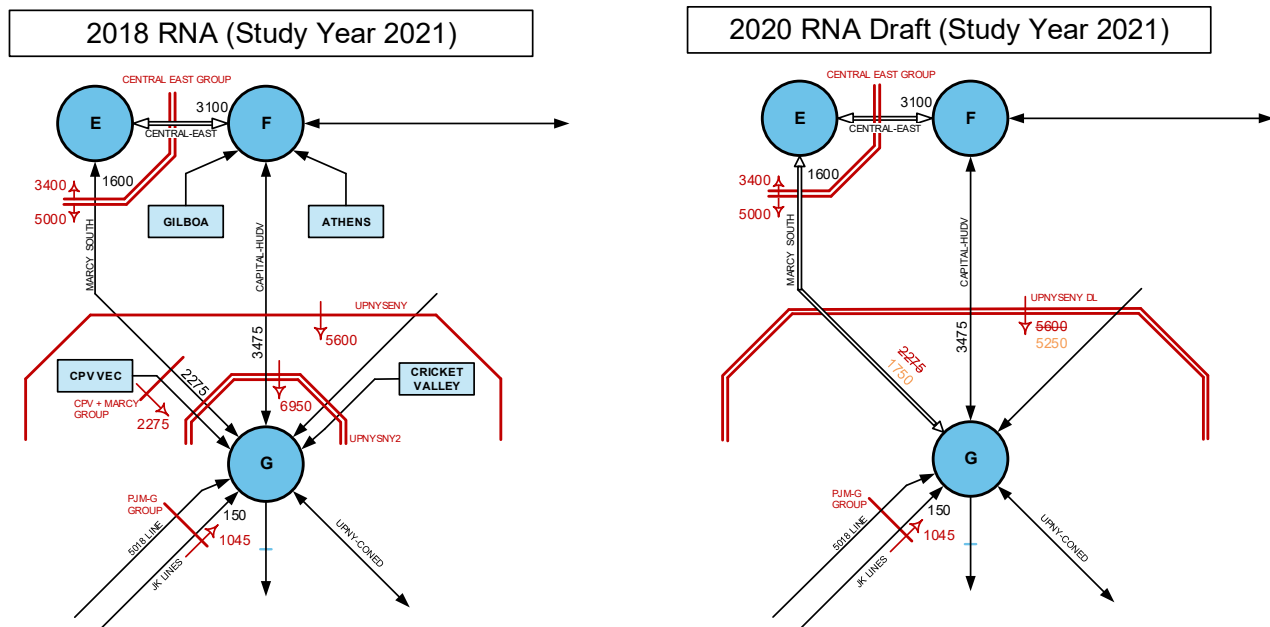 2018 RNA (Study Year 2021)
CENTRAL EAST GROUP
E
3100
F
CENTRAL-EAST
3400
1600
5000
GILBOA
ATHENS
MARCY SOUTH
CAPITAL-HUDV
UPNYSENY
5600
3475
CPV VEC
2275
CRICKET
VALLEY
CPV + MARCY
GROUP
2275
6950
UPNYSNY2
G
PJM-G
GROUP
150
1045
5018 LINE
JK LINES
UPNY-CONED
2020 RNA Draft (Study Year 2021)
CENTRAL EAST GROUP
E
3100
F
CENTRAL-EAST
3400
1600
5000
MARCY SOUTH
CAPITAL-HUDV
UPNYSENY DL
5600
5250
3475
2275
1750
G
PJM-G
GROUP
150
1045
5018 LINE
JK LINES
UPNY-CONED